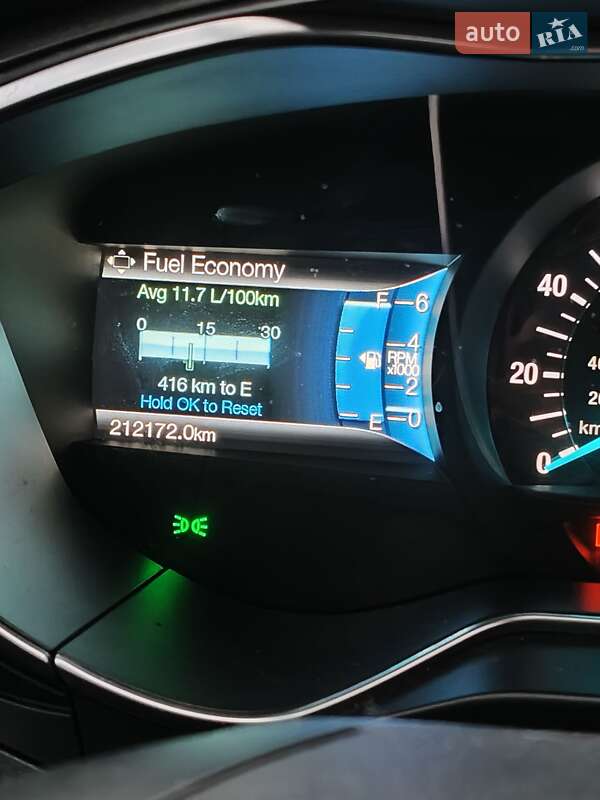 auto RIA .com
Fuel Economy
Avg 11.7 L/100km
0 15 30
416 km to E
Hold OK to Reset
212172.0km
F
E
6
4
RPM
x1000
2
0
40
20
0
km